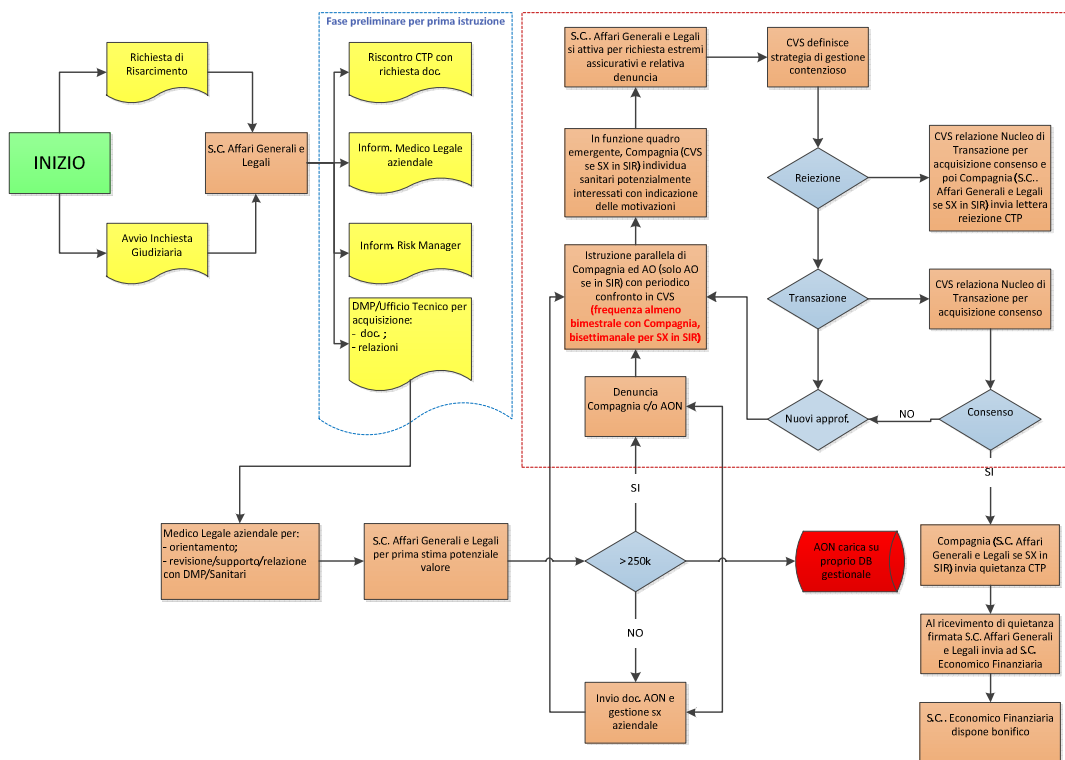 Fase preliminare per prima istruzione
Richiesta di
Risarcimento
INIZIO
Avvio Inchiesta
Giudiziaria
S.C. Affari Generali e
Legali
Riscontro CTP con
richiesta doc.
Inform. Medico Legale
aziendale
Inform. Risk Manager
DMP/Ufficio Tecnico per
acquisizione:
- doc. ;
- relazioni
Medico Legale aziendale per:
- orientamento;
- revisione/supporto/relazione
con DMP/Sanitari
S.C. Affari Generali e Legali
per prima stima potenziale
valore
>250k
SI
NO
AON carica su
proprio DB
gestionale
Invio doc. AON e
gestione sx
aziendale
Denuncia
Compagnia c/o AON
Istruzione parallela di
Compagnia ed AO (solo AO
se in SIR) con periodico
confronto in CVS
(frequenza almeno
bimestrale con Compagnia,
bisettimanale per SX in SIR)
In funzione quadro
emergente, Compagnia (CVS
se SX in SIR) individua
sanitari potenzialmente
interessati con indicazione
delle motivazioni
S.C.. Affari Generali e Legali
si attiva per richiesta estremi
assicurativi e relativa
denuncia
CVS definisce
strategia di gestione
contenzioso
Reiezione
CVS relazione Nucleo di
Transazione per
acquisizione consenso e
poi Compagnia (S.C..
Affari Generali e Legali
se SX in SIR) invia lettera
reiezione CTP
Transazione
CVS relaziona Nucleo di
Transazione per
acquisizione consenso
Nuovi approf.
NO
Consenso
SI
Compagnia (S.C. Affari
Generali e Legali se SX in
SIR) invia quietanza CTP
Al ricevimento di quietanza
firmata S.C. Affari Generali
e Legali invia ad S.C.
Economico Finanziaria
S.C.. Economico Finanziaria
dispone bonifico